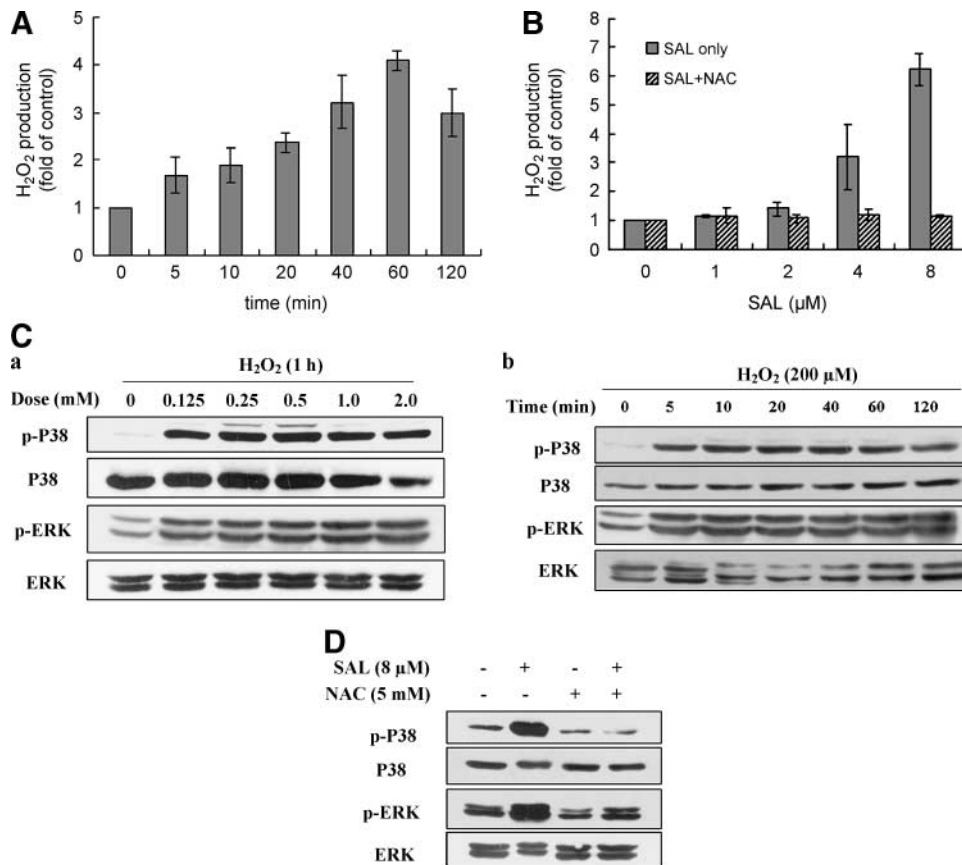 A
H₂O₂ production
(fold of control)
5
4
3
2
1
0
0 5 10 20 40 60 120
time (min)
B
H₂O₂ production
(fold of control)
8
7
6
5
4
3
2
1
0
SAL only
SAL+NAC
0 1 2 4 8
SAL (µM)
C
a
H₂O₂ (1 h)
Dose (mM) 0 0.125 0.25 0.5 1.0 2.0
p-P38
P38
p-ERK
ERK
b
H₂O₂ (200 µM)
Time (min) 0 5 10 20 40 60 120
p-P38
P38
p-ERK
ERK
D
SAL (8 µM) - + - +
NAC (5 mM) - - + +
p-P38
P38
p-ERK
ERK